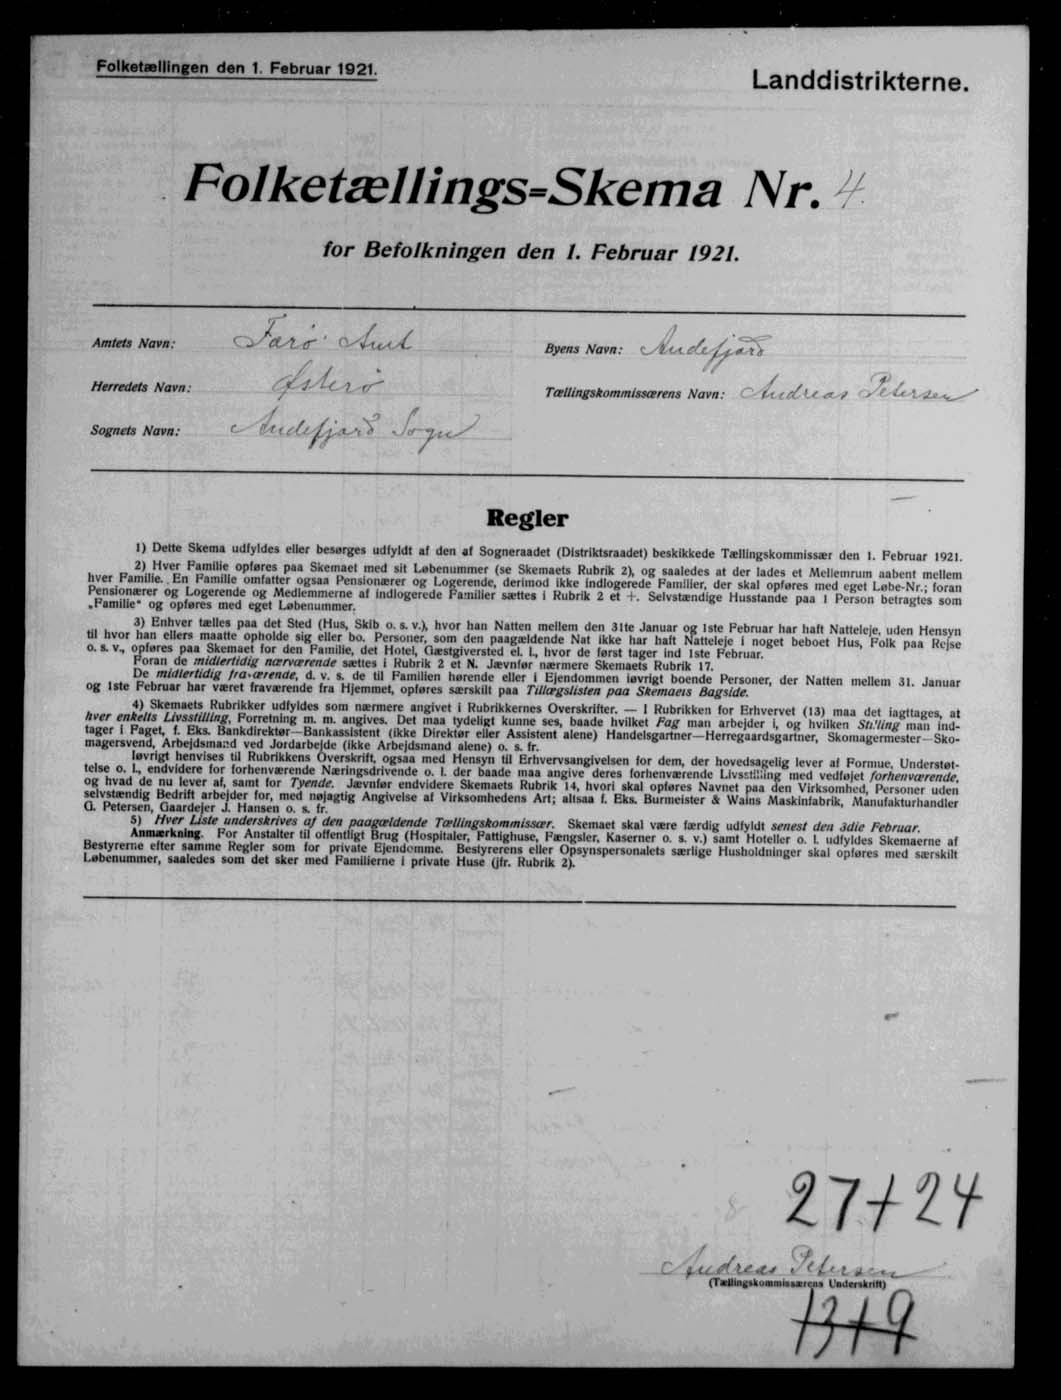 Folketællingen den 1. Februar 1921.
Landdistrikterne.
Folketællings=Skema Nr. 4.
for Befolkningen den 1. Februar 1921.
Amtets Navn: Færø Amt
Byens Navn: Andefjord
Herredets Navn: Østerø
Tællingskommissærens Navn: Andreas Petersen
Sognets Navn: Andefjord Sogn
Regler
1) Dette Skema udfyldes eller besørges udfyldt af den af Sogneraadet (Distriktsraadet) beskikkede Tællingskommissær den 1. Februar 1921.
2) Hver Familie opføres paa Skemaet med sit Løbenummer (se Skemaets Rubrik 2), og saaledes at der lades et Mellemrum aabent mellem
hver Familie. En Familie omfatter ogsaa Pensionærer og Logerende, derimod ikke indlogerede Familier, der skal opføres med eget Løbe-Nr.; foran
Pensionærer og Logerende og Medlemmerne af indlogerede Familier sættes i Rubrik 2 et +. Selvstændige Husstande paa 1 Person betragtes som
„Familie“ og opføres med eget Løbenummer.
3) Enhver tælles paa det Sted (Hus, Skib o. s. v.), hvor han Natten mellem den 31te Januar og 1ste Februar har haft Natteleje, uden Hensyn
til hvor han ellers maatte opholde sig eller bo. Personer, som den paagældende Nat ikke har haft Natteleje i noget beboet Hus, Folk paa Rejse
o. s. v., opføres paa Skemaet for den Familie, det Hotel, Gæstgiversted el. l., hvor de først tager ind 1ste Februar.
Foran de midlertidig nærværende sættes i Rubrik 2 et N. Jævnfør nærmere Skemaets Rubrik 17.
De midlertidig fraværende, d. v. s. de til Familien hørende eller i Ejendommen iøvrigt boende Personer, der Natten mellem 31. Januar
og 1ste Februar har været fraværende fra Hjemmet, opføres særskilt paa Tillægslisten paa Skemaets Bagside.
4) Skemaets Rubrikker udfyldes som nærmere angivet i Rubrikkernes Overskrifter. — I Rubrikken for Erhvervet (13) maa det iagttages, at
hver enkelts Livsstilling, Forretning m. m. angives. Det maa tydeligt kunne ses, baade hvilket Fag man arbejder i, og hvilken Stilling man ind-
tager i Faget, f. Eks. Bankdirektør—Bankassistent (ikke Direktør eller Assistent alene) Handelsgartner—Herregaardsgartner, Skomagermester—Sko-
magersvend, Arbejdsmand ved Jordarbejde (ikke Arbejdsmand alene) o. s. fr.
Iøvrigt henvises til Rubrikkens Overskrift, ogsaa med Hensyn til Erhvervsangivelsen for dem, der hovedsagelig lever af Formue, Understøt-
telse o. l., endvidere for forhenværende Næringsdrivende o. l. der baade maa angive deres forhenværende Livsstilling med vedføjet forhenværende,
og hvad de nu lever af, samt for Tyende. Jævnfør endvidere Skemaets Rubrik 14, hvori skal opføres Navnet paa den Virksomhed, Personer uden
selvstændig Bedrift arbejder for, med nøjagtig Angivelse af Virksomhedens Art; altsaa f. Eks. Burmeister & Wains Maskinfabrik, Manufakturhandler
G. Petersen, Gaardejer J. Hansen o. s. fr.
5) Hver Liste underskrives af den paagældende Tællingskommissær. Skemaet skal være færdig udfyldt senest den 3die Februar.
Anmærkning. For Anstalter til offentligt Brug (Hospitaler, Fattighuse, Fængsler, Kaserner o. s. v.) samt Hoteller o. l. udfyldes Skemaerne af
Bestyrerne efter samme Regler som for private Ejendomme. Bestyrerens eller Opsynspersonalets særlige Husholdninger skal opføres med særskilt
Løbenummer, saaledes som det sker med Familierne i private Huse (jfr. Rubrik 2).
27+24
Andreas Petersen
(Tællingskommissærens Underskrift)
13+9